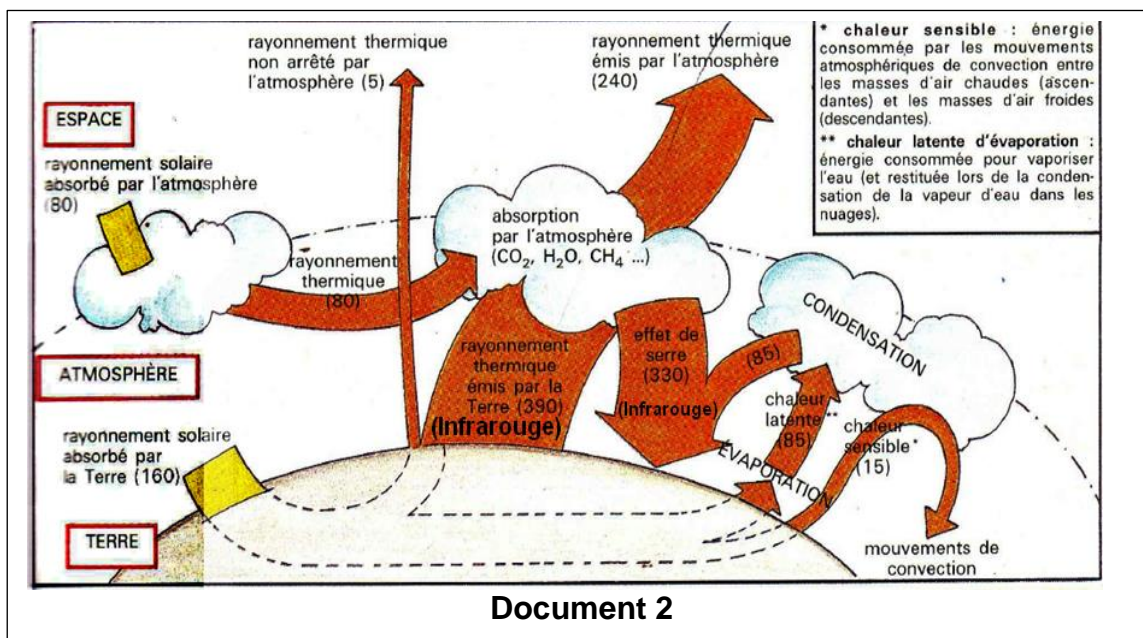 rayonnement thermique
non arrêté par
l'atmosphère (5)
rayonnement thermique
émis par l'atmosphère
(240)
* chaleur sensible : énergie
consommée par les mouvements
atmosphériques de convection entre
les masses d'air chaudes (ascen-
dantes) et les masses d'air froides
(descendantes).
** chaleur latente d'évaporation :
énergie consommée pour vaporiser
l'eau (et restituée lors de la conden-
sation de la vapeur d'eau dans les
nuages).
ESPACE
rayonnement solaire
absorbé par l'atmosphère
(80)
rayonnement
thermique
(80)
absorption
par l'atmosphère
(CO₂, H₂O, CH₄ ...)
CONDENSATION
ATMOSPHÈRE
rayonnement
thermique
émis par la
Terre (390)
(Infrarouge)
effet de
serre
(330)
(Infrarouge)
(85)
chaleur
latente**
(85)
chaleur
sensible*
(15)
ÉVAPORATION
rayonnement solaire
absorbé par
la Terre (160)
TERRE
mouvements de
convection
Document 2